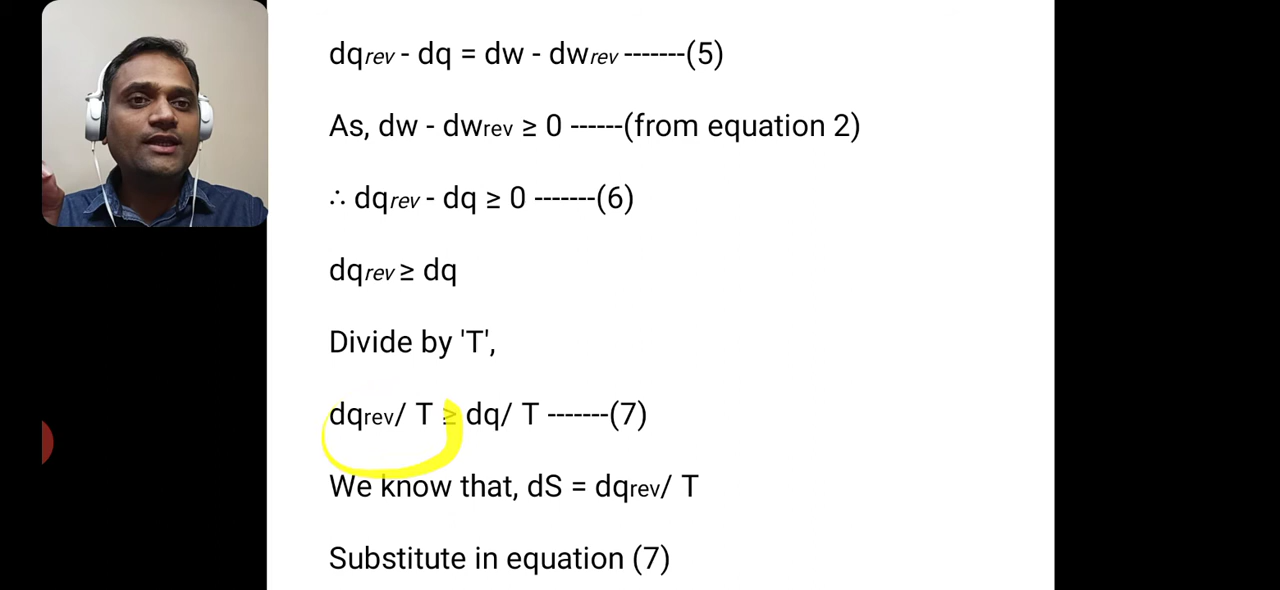 dqrev - dq = dw - dwrev -------(5)
As, dw - dwrev ≥ 0 ------(from equation 2)
∴ dqrev - dq ≥ 0 -------(6)
dqrev ≥ dq
Divide by 'T',
dqrev/ T ≥ dq/ T -------(7)
We know that, dS = dqrev/ T
Substitute in equation (7)